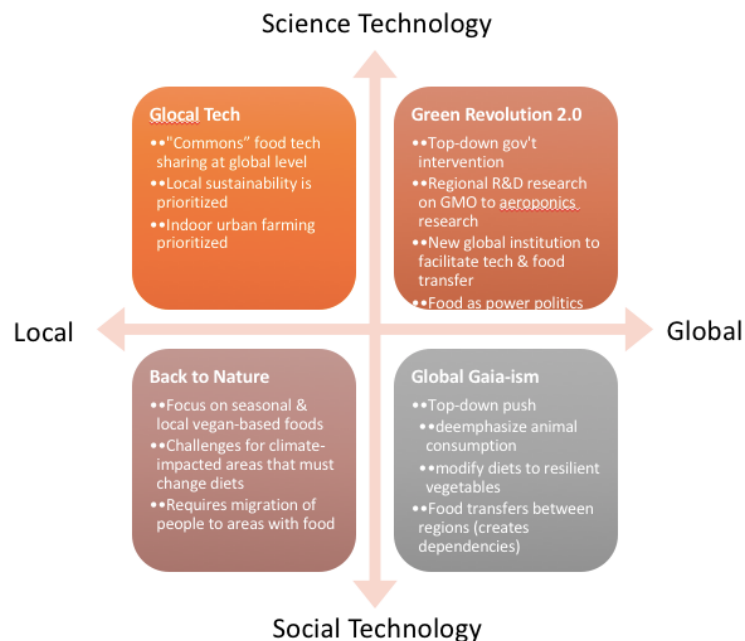 Science Technology
Glocal Tech
••"Commons” food tech
sharing at global level
••Local sustainability is
prioritized
••Indoor urban farming
prioritized
Green Revolution 2.0
••Top-down gov't
intervention
••Regional R&D research
on GMO to aeroponics
research
••New global institution to
facilitate tech & food
transfer
••Food as power politics
Local
Global
Back to Nature
••Focus on seasonal &
local vegan-based foods
••Challenges for climate-
impacted areas that must
change diets
••Requires migration of
people to areas with food
Global Gaia-ism
••Top-down push
••deemphasize animal
consumption
••modify diets to resilient
vegetables
••Food transfers between
regions (creates
dependencies)
Social Technology